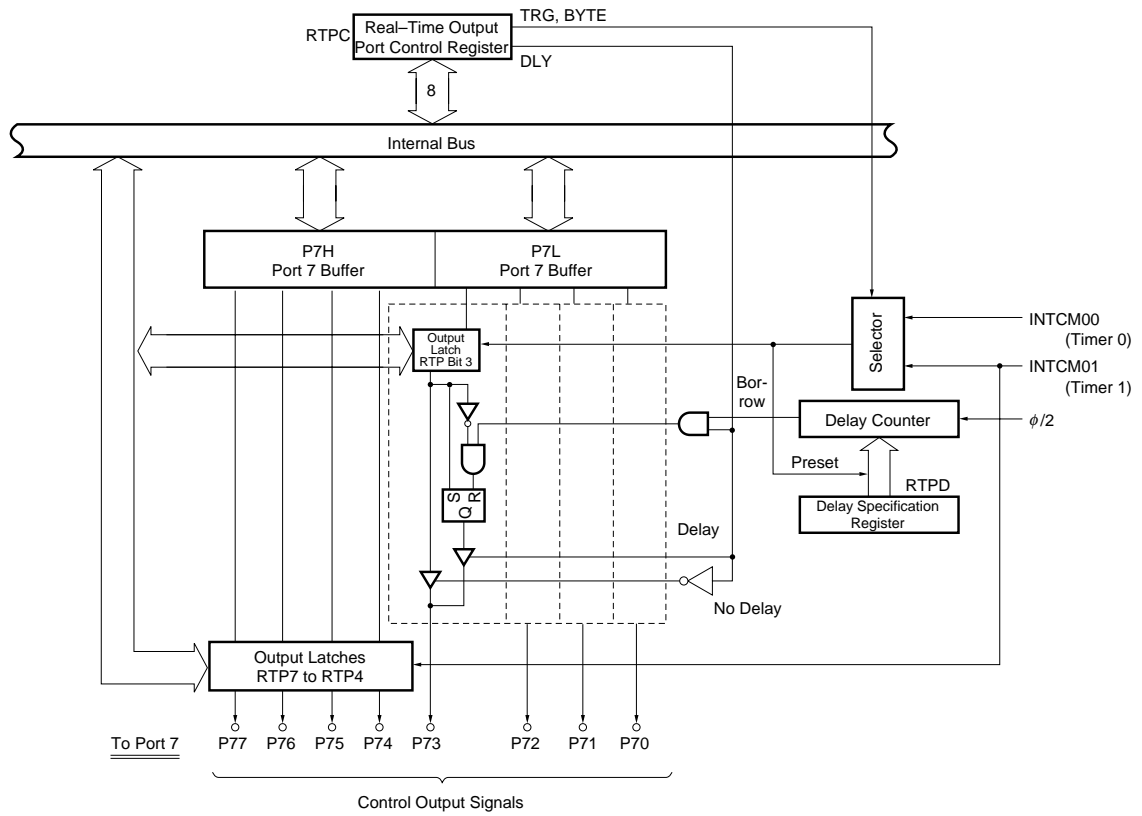 TRG, BYTE
RTPC
Real–Time Output
Port Control Register
DLY
8
Internal Bus
P7H
Port 7 Buffer
P7L
Port 7 Buffer
Output
Latch
RTP Bit 3
Selector
INTCM00
(Timer 0)
INTCM01
(Timer 1)
Bor-
row
Delay Counter
ϕ/2
Preset
RTPD
Delay Specification
Register
S
R
Q
Delay
No Delay
Output Latches
RTP7 to RTP4
To Port 7
P77
P76
P75
P74
P73
P72
P71
P70
Control Output Signals